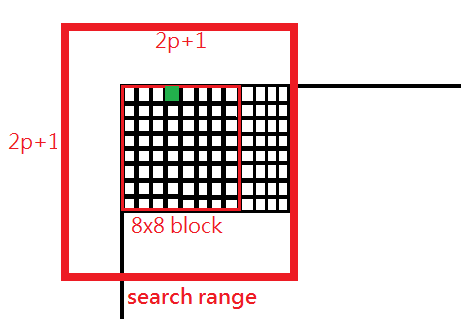 2p+1
2p+1
8x8 block
search range